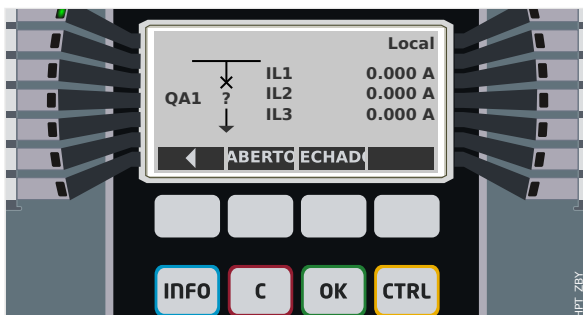 Local
IL1 0.000 A
QA1 ? IL2 0.000 A
IL3 0.000 A
ABERTO ECHADO
INFO C OK CTRL